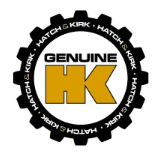 HATCH & KIRK • HATCH & KIRK • HATCH & KIRK • HATCH & KIRK •
GENUINE
HK